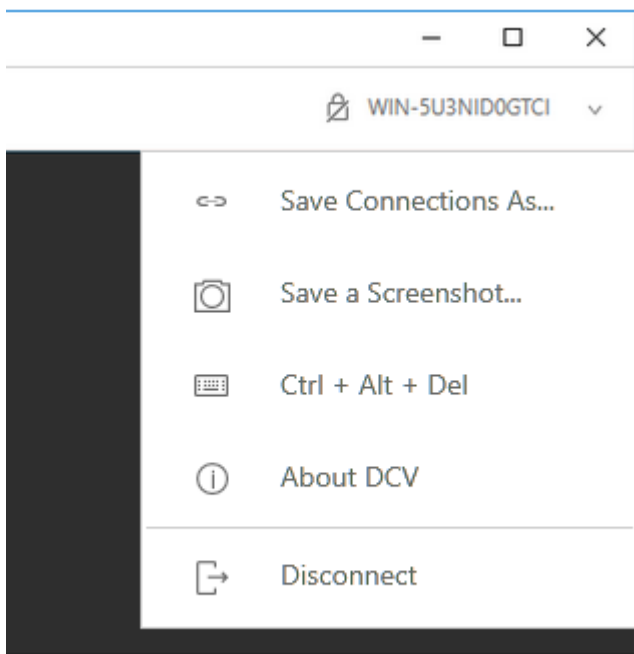 WIN-5U3NID0GTCI
Save Connections As...
Save a Screenshot...
Ctrl + Alt + Del
About DCV
Disconnect